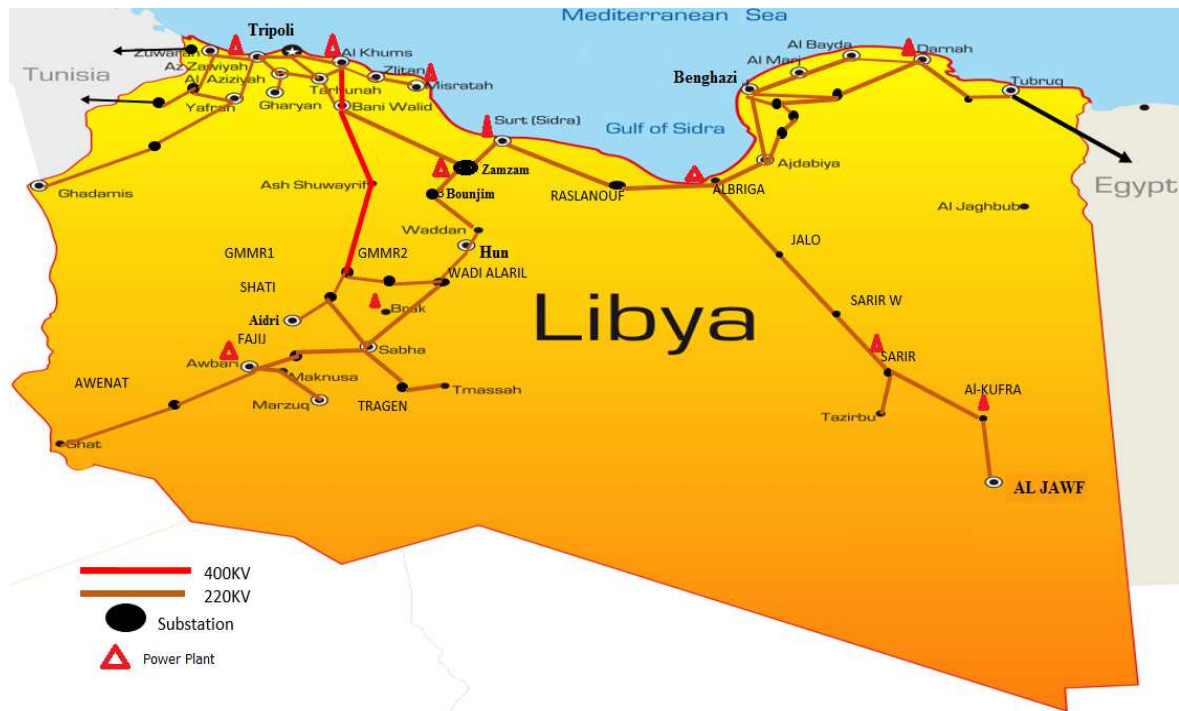 Mediterranean Sea
Tripoli
Zuwarah
Al Khums
Az Zawiyah
Zlitan
Al Aziziyah
Tarhunah
Misratah
Tunisia
Yafran
Gharyan
Bani Walid
Al Bayda
Al Marj
Darnah
Benghazi
Tubruq
Surt (Sidra)
Gulf of Sidra
Ajdabiya
Zamzam
Ghadamis
Ash Shuwayrif
Bounjim
RASLANOUF
ALBRIGA
Egypt
Al Jaghbub
Waddan
Hun
JALO
GMMR1
GMMR2
WADI ALARIL
SHATI
Brak
Libya
SARIR W
Aidri
FAJIJ
Sabha
SARIR
Awbari
Maknusa
AWENAT
Marzuq
TRAGEN
Tmassah
Al-KUFRA
Tazirbu
Ghat
AL JAWF
400KV
220KV
Substation
Power Plant